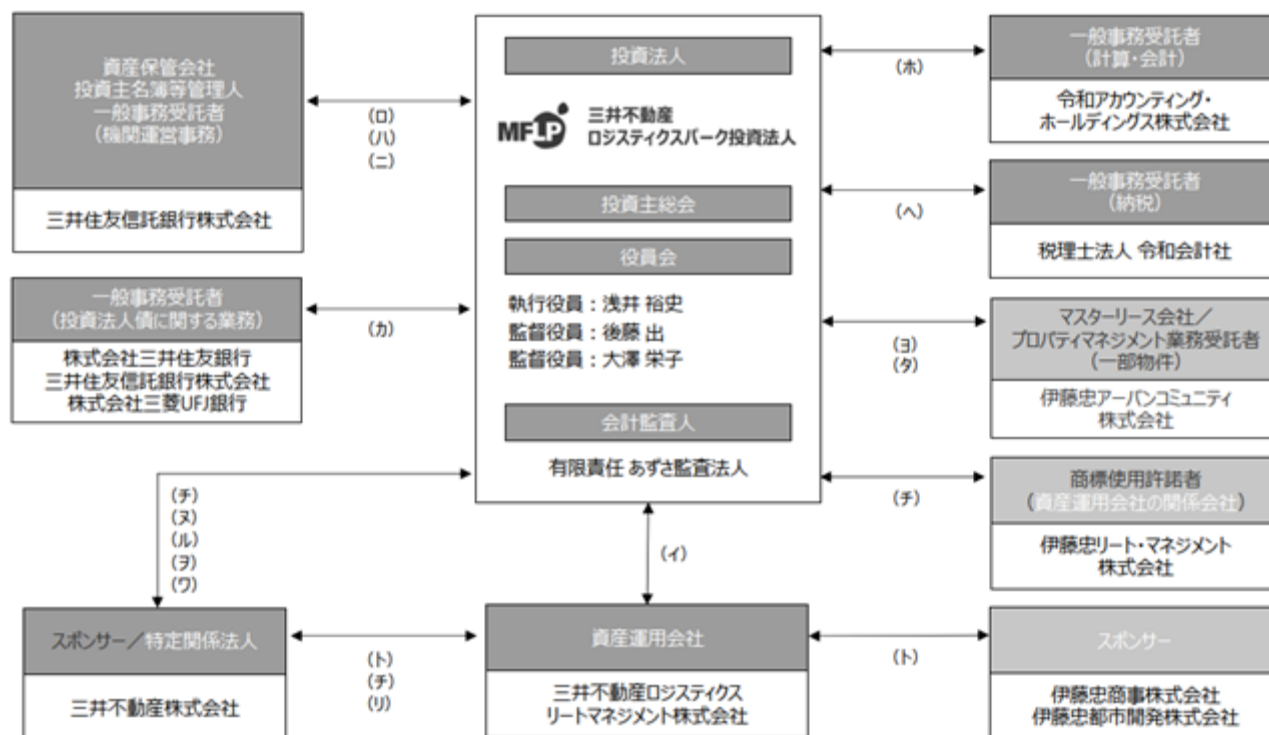 資産保管会社
投資主名簿等管理人
一般事務受託者
(機関運営事務)
三井住友信託銀行株式会社
(ロ)
(ハ)
(ニ)
一般事務受託者
(投資法人債に関する業務)
株式会社三井住友銀行
三井住友信託銀行株式会社
株式会社三菱UFJ銀行
(カ)
投資法人
MFLP
三井不動産
ロジスティクスパーク投資法人
投資主総会
役員会
執行役員：浅井 裕史
監督役員：後藤 出
監督役員：大澤 栄子
会計監査人
有限責任 あずさ監査法人
(ホ)
一般事務受託者
(計算・会計)
令和アカウンティング・
ホールディングス株式会社
(ヘ)
一般事務受託者
(納税)
税理士法人 令和会計社
(ヨ)
(タ)
マスターリース会社／
プロパティマネジメント業務受託者
(一部物件)
伊藤忠アーバンコミュニティ
株式会社
(チ)
商標使用許諾者
(資産運用会社の関係会社)
伊藤忠リート・マネジメント
株式会社
(チ)
(ヌ)
(ル)
(ヲ)
(ワ)
(イ)
スポンサー／特定関係法人
三井不動産株式会社
(ト)
(チ)
(リ)
資産運用会社
三井不動産ロジスティクス
リートマネジメント株式会社
(ト)
スポンサー
伊藤忠商事株式会社
伊藤忠都市開発株式会社